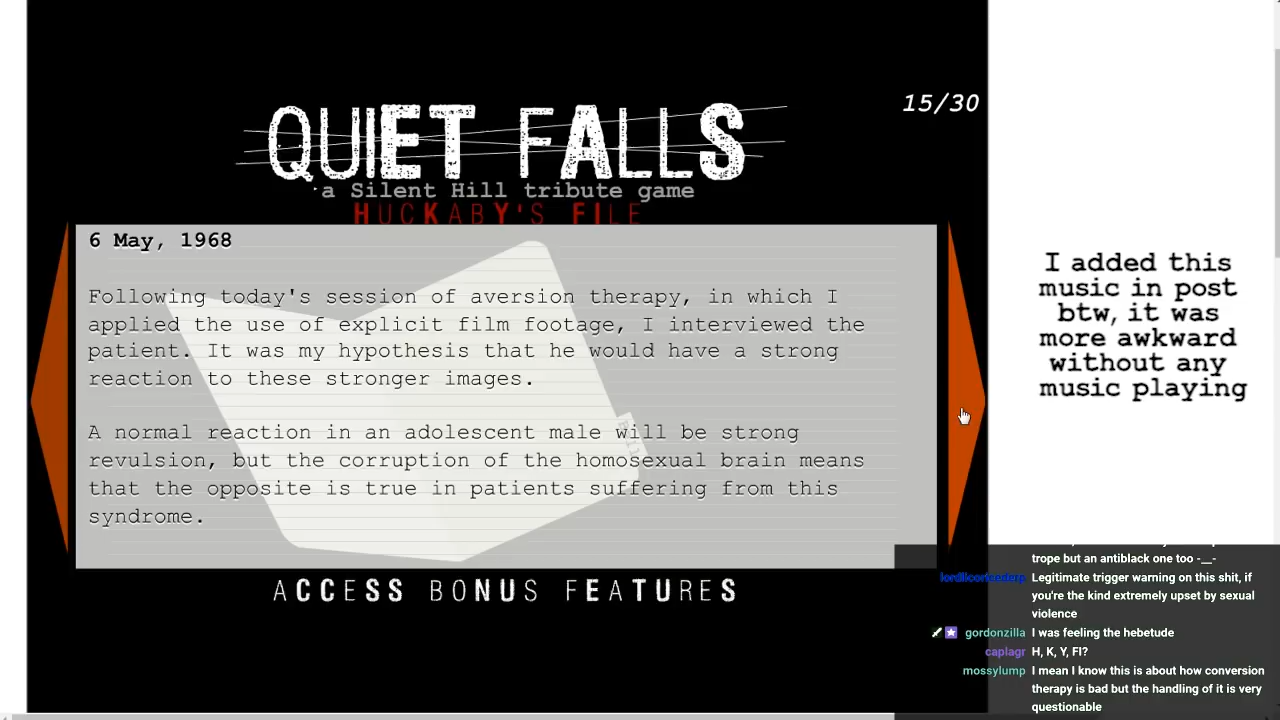 QUIET FALLS
15/30
a Silent Hill tribute game
HUCKABY'S FILE
6 May, 1968
Following today's session of aversion therapy, in which I
applied the use of explicit film footage, I interviewed the
patient. It was my hypothesis that he would have a strong
reaction to these stronger images.
A normal reaction in an adolescent male will be strong
revulsion, but the corruption of the homosexual brain means
that the opposite is true in patients suffering from this
syndrome.
ACCESS BONUS FEATURES
I added this
music in post
btw, it was
more awkward
without any
music playing
trope but an antiblack one too -__-
Legitimate trigger warning on this shit, if
you're the kind extremely upset by sexual
violence
gordonzilla I was feeling the hebetude
caplagr H, K, Y, FI?
mossylump I mean I know this is about how conversion
therapy is bad but the handling of it is very
questionable